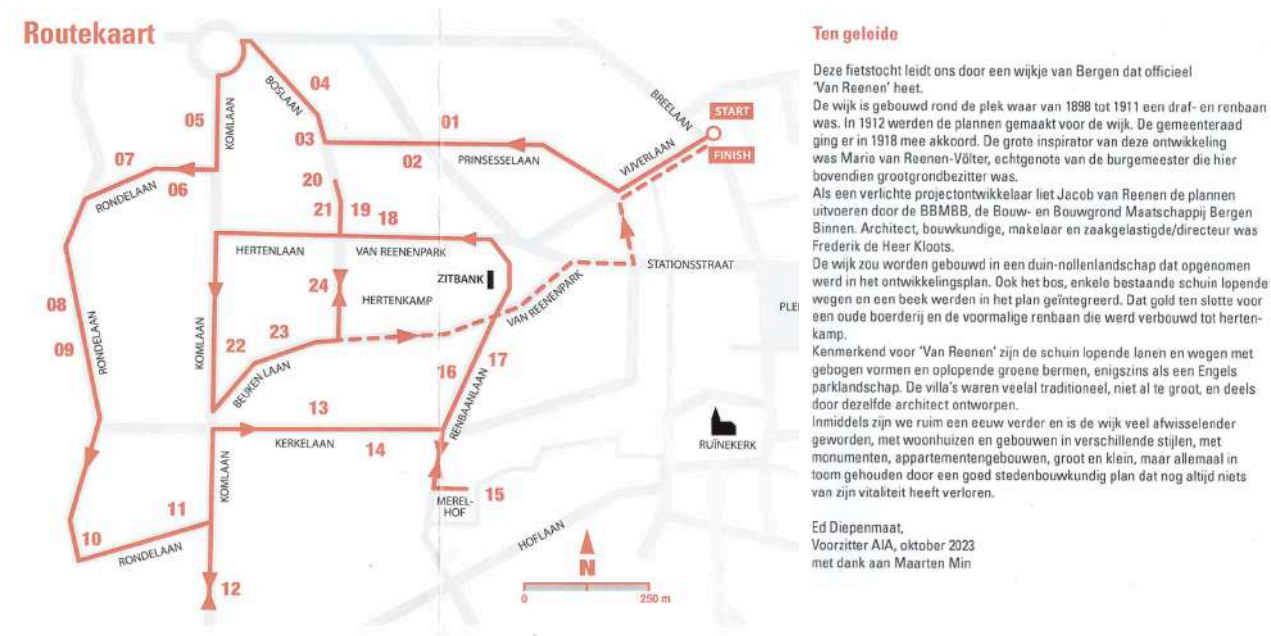 Routekaart
04
BOSLAAN
05
KOMLAAN
03
01
02
PRINSESSELAAN
BREELAAN
START
FINISH
VIJVERLAAN
07
06
RONDELAAN
20
21
19
18
HERTENLAAN
VAN REENENPARK
ZITBANK
STATIONSSTRAAT
24
HERTENKAMP
VAN REENENPARK
PLE
08
09
RONDELAAN
KOMLAAN
22
23
BEUKEN LAAN
16
17
RENBAANLAAN
13
KERKELAAN
14
RUÏNEKERK
KOMLAAN
15
MEREL-
HOF
11
10
RONDELAAN
HOFLAAN
12
N
0
250 m
Ten geleide
Deze fietstocht leidt ons door een wijkje van Bergen dat officieel
'Van Reenen' heet.
De wijk is gebouwd rond de plek waar van 1898 tot 1911 een draf- en renbaan
was. In 1912 werden de plannen gemaakt voor de wijk. De gemeenteraad
ging er in 1918 mee akkoord. De grote inspirator van deze ontwikkeling
was Marie van Reenen-Völter, echtgenote van de burgemeester die hier
bovendien grootgrondbezitter was.
Als een verlichte projectontwikkelaar liet Jacob van Reenen de plannen
uitvoeren door de BBMBB, de Bouw- en Bouwgrond Maatschappij Bergen
Binnen. Architect, bouwkundige, makelaar en zaakgelastigde/directeur was
Frederik de Heer Kloots.
De wijk zou worden gebouwd in een duin-nollenlandschap dat opgenomen
werd in het ontwikkelingsplan. Ook het bos, enkele bestaande schuin lopende
wegen en een beek werden in het plan geïntegreerd. Dat gold ten slotte voor
een oude boerderij en de voormalige renbaan die werd verbouwd tot herten-
kamp.
Kenmerkend voor 'Van Reenen' zijn de schuin lopende lanen en wegen met
gebogen vormen en oplopende groene bermen, enigszins als een Engels
parklandschap. De villa's waren veelal traditioneel, niet al te groot, en deels
door dezelfde architect ontworpen.
Inmiddels zijn we ruim een eeuw verder en is de wijk veel afwisselender
geworden, met woonhuizen en gebouwen in verschillende stijlen, met
monumenten, appartementengebouwen, groot en klein, maar allemaal in
toom gehouden door een goed stedenbouwkundig plan dat nog altijd niets
van zijn vitaliteit heeft verloren.
Ed Diepenmaat,
Voorzitter AIA, oktober 2023
met dank aan Maarten Min